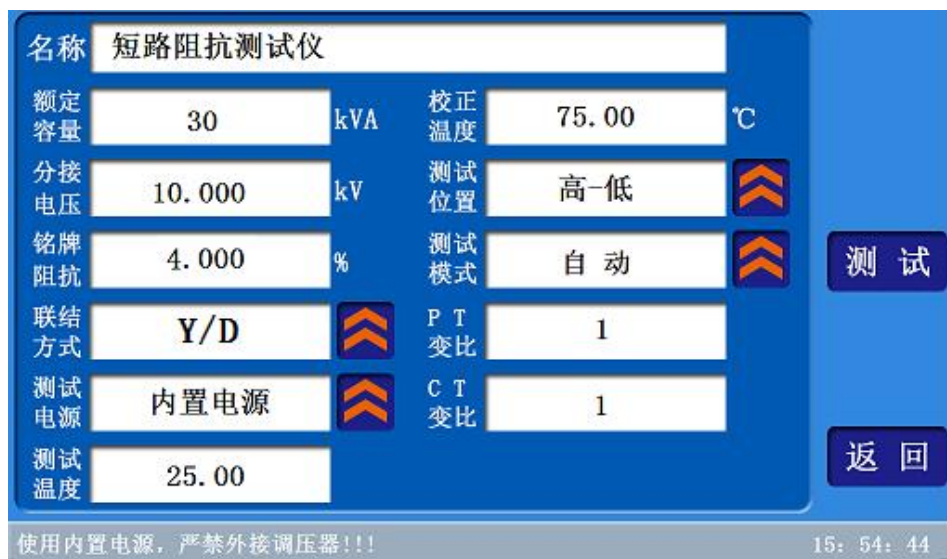 名称 短路阻抗测试仪
额定容量 30 kVA 校正温度 75.00 ℃
分接电压 10.000 kV 测试位置 高-低
铭牌阻抗 4.000 % 测试模式 自动
测 试
联结方式 Y/D PT变比 1
测试电源 内置电源 CT变比 1
测试温度 25.00
返 回
使用内置电源，严禁外接调压器!!! 15: 54: 44